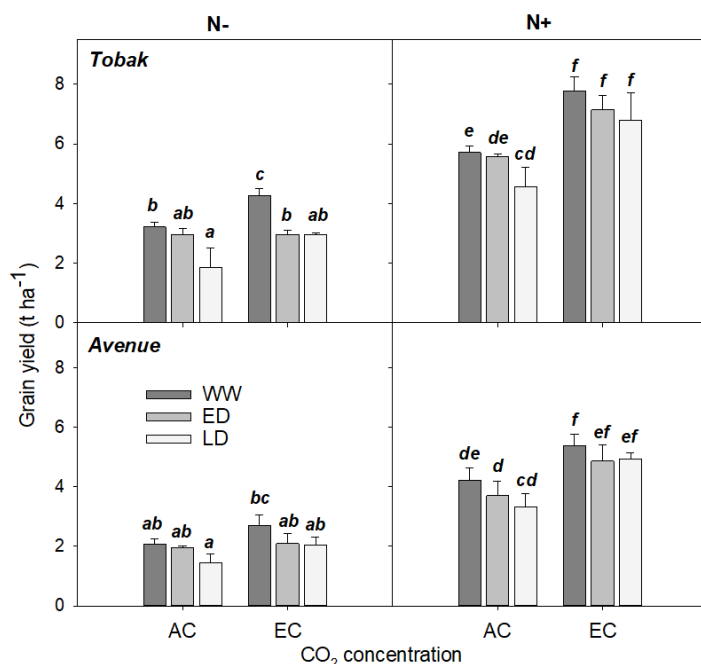 N- N+
Tobak
8
6
4
2
0
b ab a c b ab
e de cd f f f
Avenue
8
6
4
2
0
WW
ED
LD
ab ab a bc ab ab
de d cd f ef ef
Grain yield (t ha⁻¹)
AC EC AC EC
CO₂ concentration